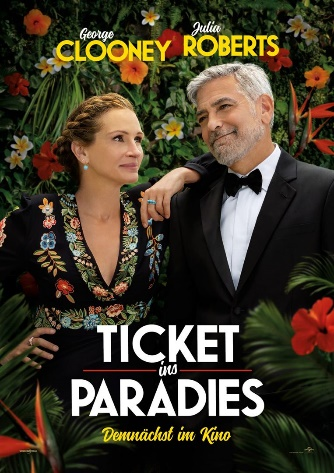 George Julia
CLOONEY ROBERTS
TICKET
ins
PARADIES
Demnächst im Kino